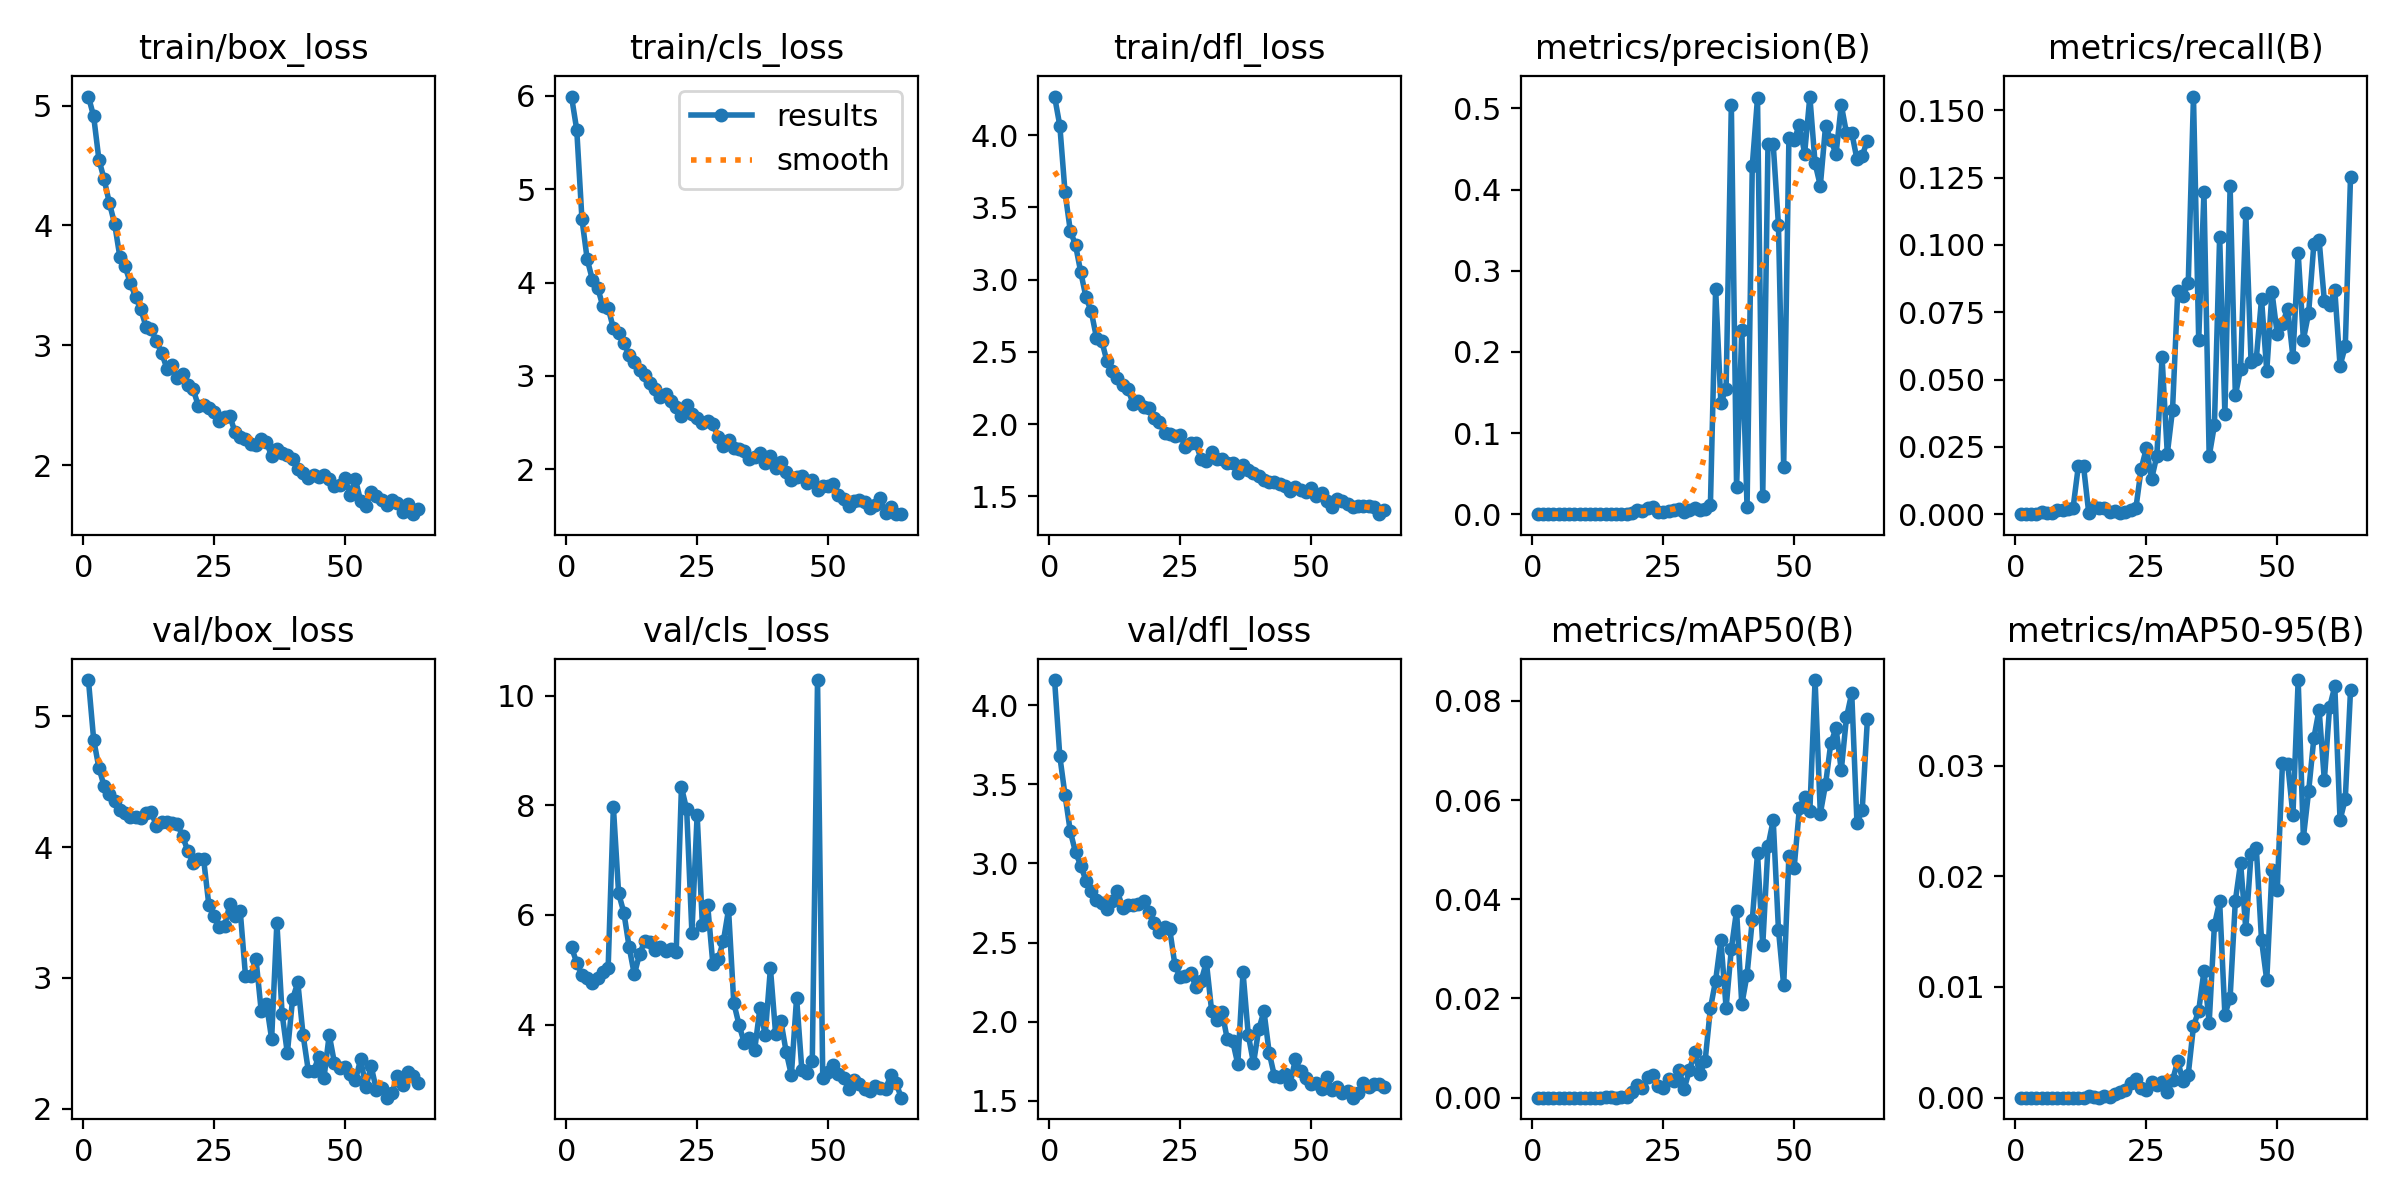 train/box_loss
5
4
3
2
0 25 50
train/cls_loss
results
smooth
6
5
4
3
2
0 25 50
train/dfl_loss
4.0
3.5
3.0
2.5
2.0
1.5
0 25 50
metrics/precision(B)
0.5
0.4
0.3
0.2
0.1
0.0
0 25 50
metrics/recall(B)
0.150
0.125
0.100
0.075
0.050
0.025
0.000
0 25 50
val/box_loss
5
4
3
2
0 25 50
val/cls_loss
10
8
6
4
0 25 50
val/dfl_loss
4.0
3.5
3.0
2.5
2.0
1.5
0 25 50
metrics/mAP50(B)
0.08
0.06
0.04
0.02
0.00
0 25 50
metrics/mAP50-95(B)
0.03
0.02
0.01
0.00
0 25 50